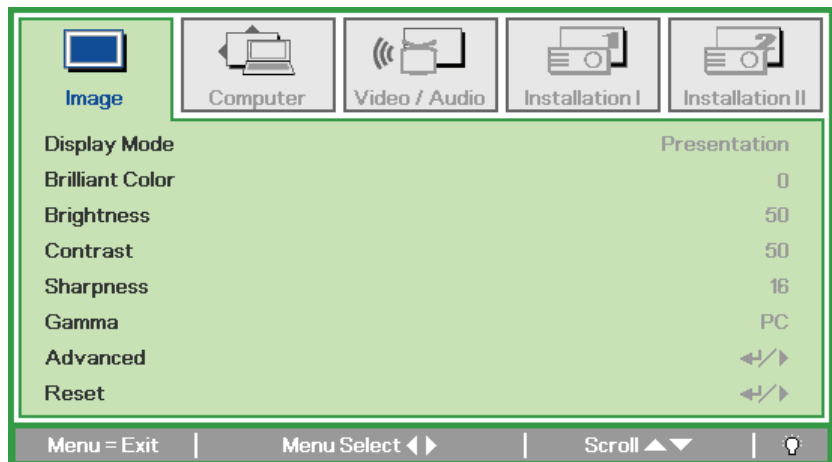 Image Computer Video / Audio Installation I Installation II
Display Mode Presentation
Brilliant Color 0
Brightness 50
Contrast 50
Sharpness 16
Gamma PC
Advanced ↵/▶
Reset ↵/▶
Menu = Exit | Menu Select ◀▶ | Scroll ▲▼ |